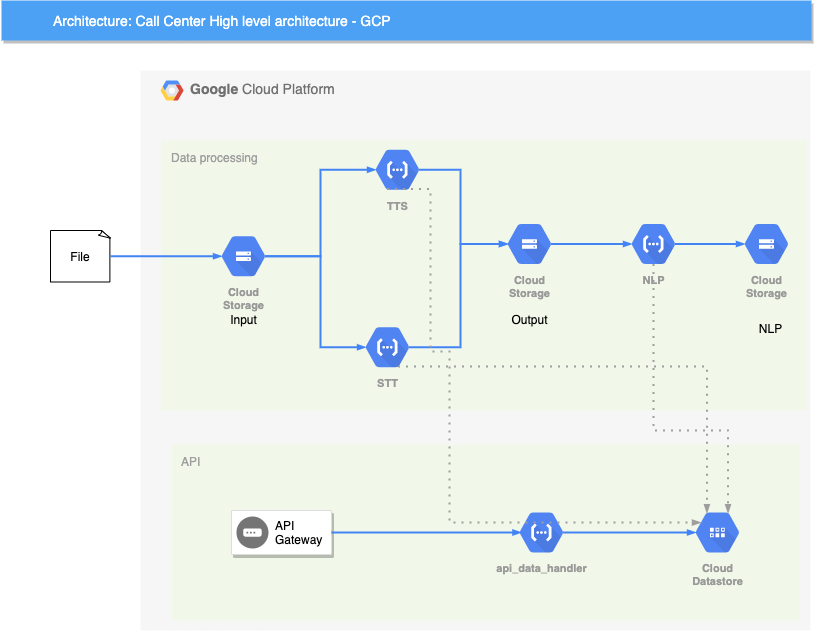 Architecture: Call Center High level architecture - GCP
Google Cloud Platform
Data processing
TTS
File
Cloud
Storage
Input
Cloud
Storage
Output
NLP
Cloud
Storage
NLP
STT
API
API
Gateway
api_data_handler
Cloud
Datastore